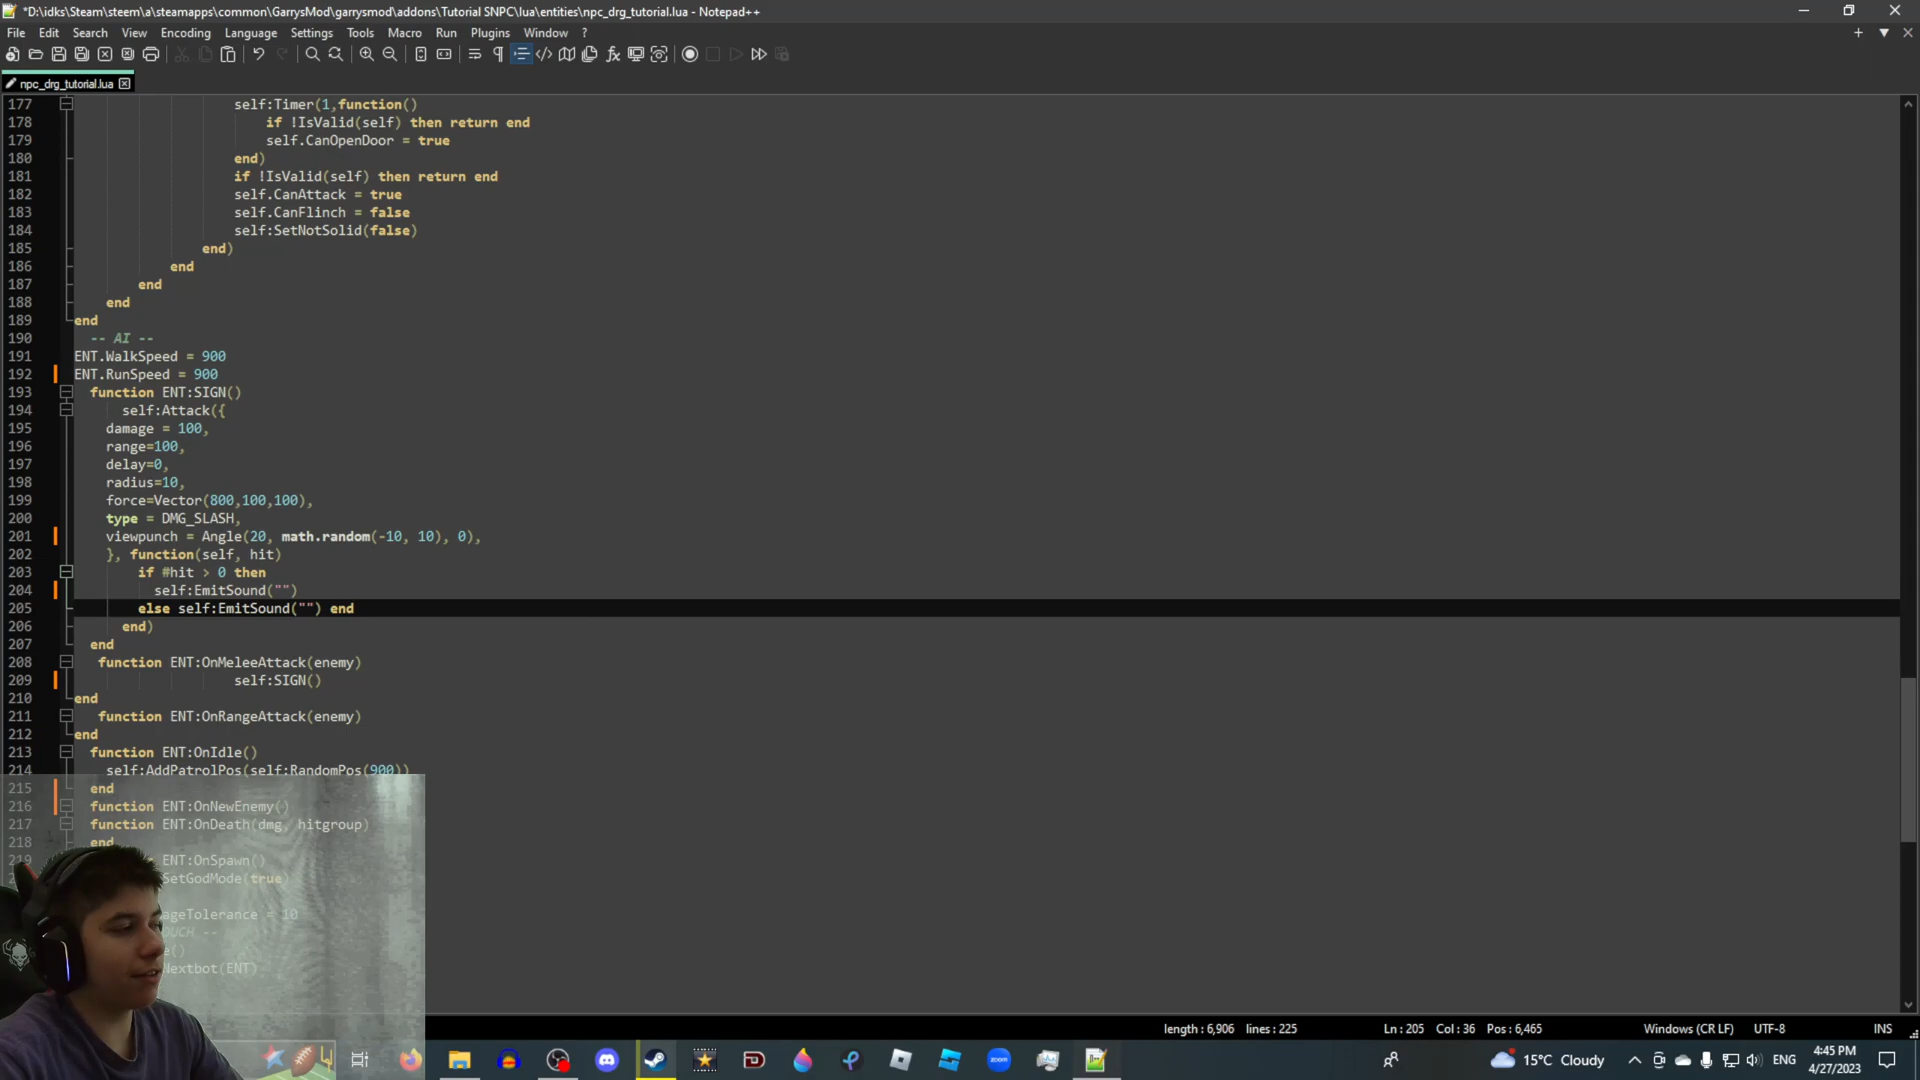 *D:\idks\Steam\steem\a\steamapps\common\GarrysMod\garrysmod\addons\Tutorial SNPC\lua\entities\npc_drg_tutorial.lua - Notepad++
File Edit Search View Encoding Language Settings Tools Macro Run Plugins Window ?
npc_drg_tutorial.lua
177 self:Timer(1,function()
178 if !IsValid(self) then return end
179 self.CanOpenDoor = true
180 end)
181 if !IsValid(self) then return end
182 self.CanAttack = true
183 self.CanFlinch = false
184 self:SetNotSolid(false)
185 end)
186 end
187 end
188 end
189 end
190 -- AI --
191 ENT.WalkSpeed = 900
192 ENT.RunSpeed = 900
193 function ENT:SIGN()
194 self:Attack({
195 damage = 100,
196 range=100,
197 delay=0,
198 radius=10,
199 force=Vector(800,100,100),
200 type = DMG_SLASH,
201 viewpunch = Angle(20, math.random(-10, 10), 0),
202 }, function(self, hit)
203 if #hit > 0 then
204 self:EmitSound("")
205 else self:EmitSound("") end
206 end)
207 end
208 function ENT:OnMeleeAttack(enemy)
209 self:SIGN()
210 end
211 function ENT:OnRangeAttack(enemy)
212 end
213 function ENT:OnIdle()
214 self:AddPatrolPos(self:RandomPos(900))
215 end
216 function ENT:OnNewEnemy()
217 function ENT:OnDeath(dmg, hitgroup)
218 end
ENT:OnSpawn()
SetGodMode(true)
ageTolerance = 10
OUCH --
e()
Nextbot(ENT)
length : 6,906 lines : 225 Ln : 205 Col : 36 Pos : 6,465 Windows (CR LF) UTF-8 INS
zoom
15°C Cloudy ENG 4:45 PM
4/27/2023